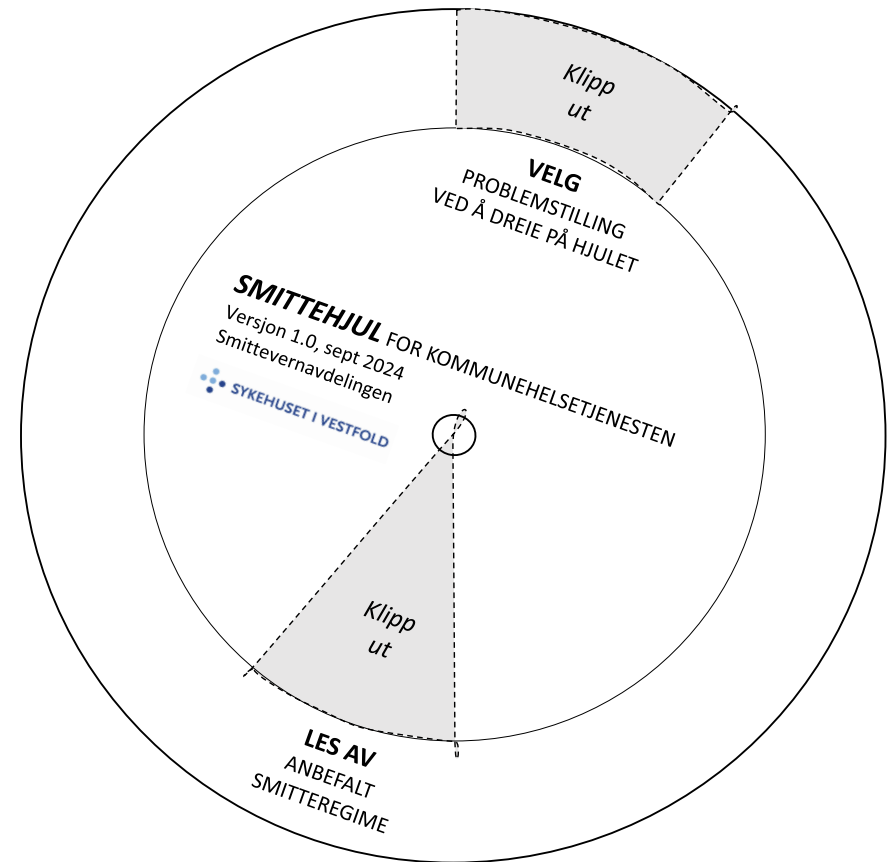 Klipp
ut
VELG
PROBLEMSTILLING
VED Å DREIE PÅ HJULET
SMITTEHJUL FOR KOMMUNEHELSETJENESTEN
Versjon 1.0, sept 2024
Smittevernavdelingen
SYKEHUSET I VESTFOLD
Klipp
ut
LES AV
ANBEFALT
SMITTEREGIME